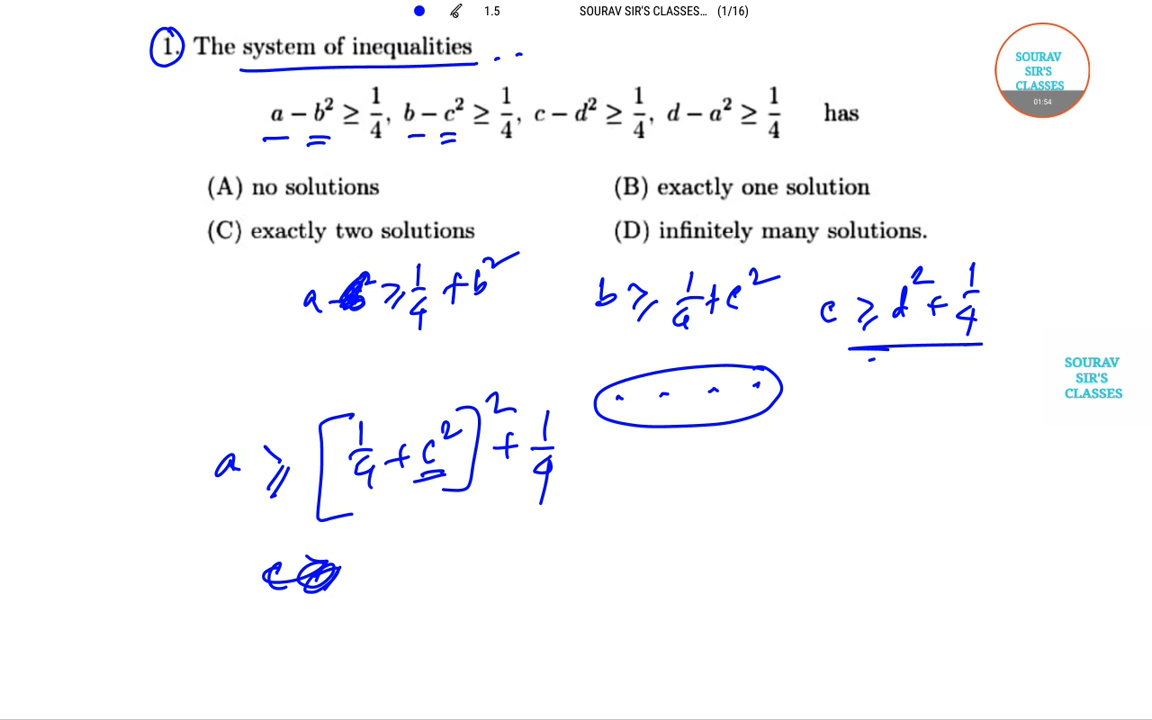 1.5 SOURAV SIR'S CLASSES... (1/16)
1. The system of inequalities
SOURAV
SIR'S
CLASSES
01:54
a − b² ≥ 1/4, b − c² ≥ 1/4, c − d² ≥ 1/4, d − a² ≥ 1/4 has
(A) no solutions (B) exactly one solution
(C) exactly two solutions (D) infinitely many solutions.
a ≥ 1/4 + b² b ≥ 1/4 + c² c ≥ d² + 1/4
SOURAV
SIR'S
CLASSES
a ≥ [1/4 + c²]² + 1/4